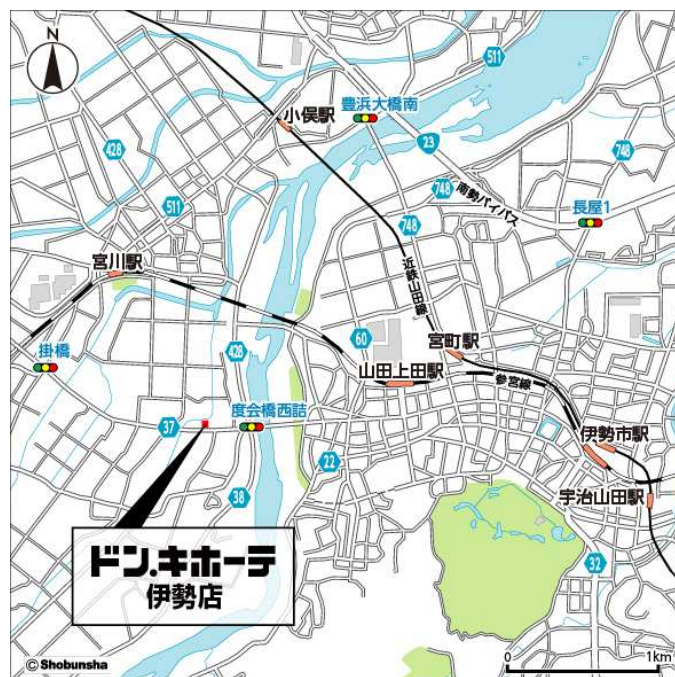 N
511
豊浜大橋南
小俣駅
23
428
748
748
南勢バイパス
511
748
長屋1
近鉄山田線
宮川駅
60
宮町駅
428
掛橋
山田上田駅
参宮線
度会橋西詰
37
伊勢市駅
22
38
宇治山田駅
ドン.キホーテ
伊勢店
32
© Shobunsha
0 1km